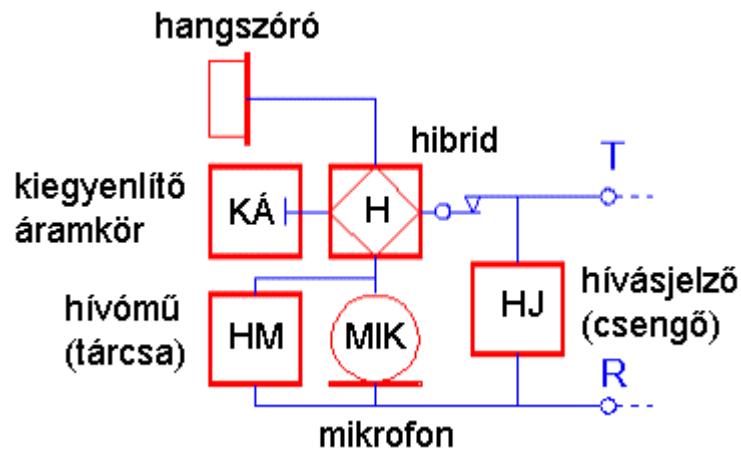 hangszóró
hibrid
T
kiegyenlítő
áramkör
KÁ
H
hívómű
(tárcsa)
HM
MIK
HJ
hívásjelző
(csengő)
R
mikrofon